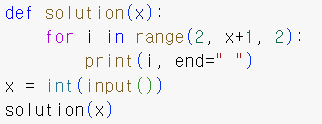 def solution(x):
    for i in range(2, x+1, 2):
        print(i, end=" ")
x = int(input())
solution(x)